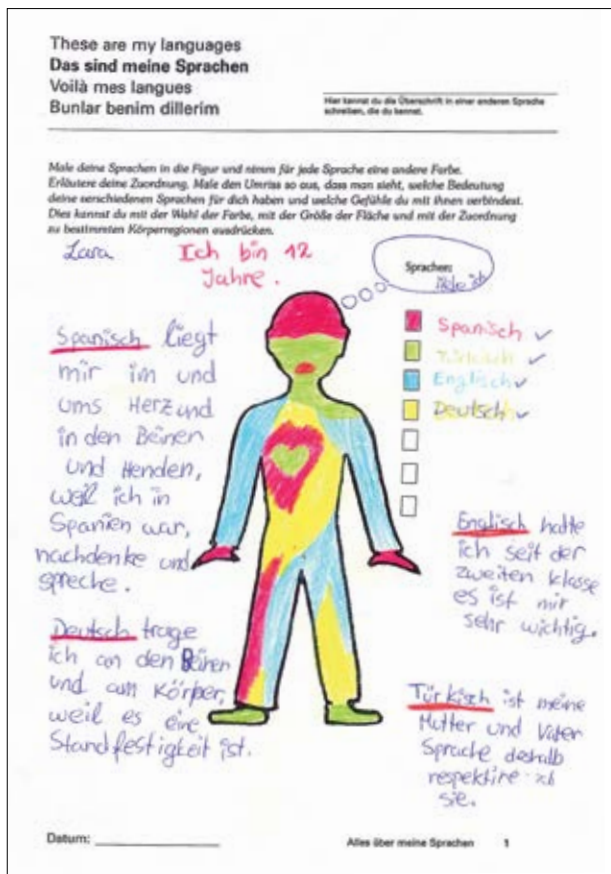 These are my languages
Das sind meine Sprachen
Voilà mes langues
Bunlar benim dillerim
Hier kannst du die Überschrift in einer anderen Sprache
schreiben, die du kennst.
Male deine Sprachen in die Figur und nimm für jede Sprache eine andere Farbe.
Erläutere deine Zuordnung. Male den Umriss so aus, dass man sieht, welche Bedeutung
deine verschiedenen Sprachen für dich haben und welche Gefühle du mit ihnen verbindest.
Dies kannst du mit der Wahl der Farbe, mit der Größe der Fläche und mit der Zuordnung
zu bestimmten Körperregionen ausdrücken.
Lara
Ich bin 12
Jahre.
Sprachen:
Spanisch
Türkisch
Englisch
Deutsch
Spanisch liegt
mir im und
ums Herz und
in den Beinen
und Henden,
weil ich in
Spanien war,
nachdenke und
spreche.
Deutsch trage
ich an den Beinen
und am Körper,
weil es eine
Standfestigkeit ist.
Englisch hatte
ich seit der
zweiten Klasse
es ist mir
sehr wichtig.
Türkisch ist meine
Mutter und Vater
Sprache deshalb
respektire ich
sie.
Datum:
Alles über meine Sprachen 1